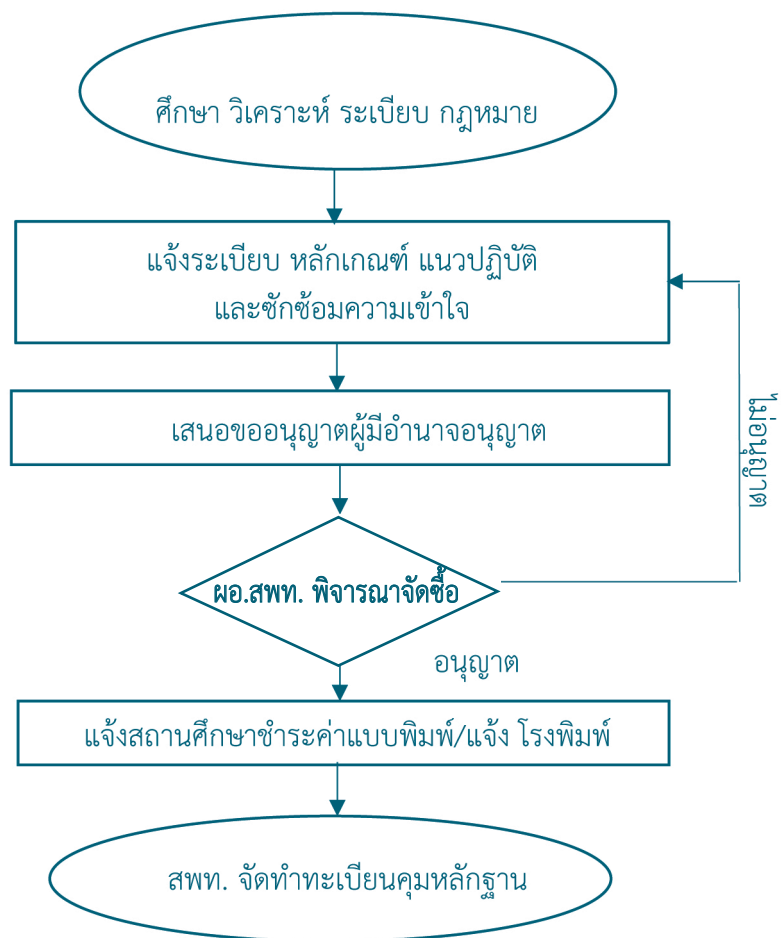 ศึกษา วิเคราะห์ ระเบียบ กฎหมาย
แจ้งระเบียบ หลักเกณฑ์ แนวปฏิบัติ
และซักซ้อมความเข้าใจ
เสนอขออนุญาตผู้มีอำนาจอนุญาต
ไม่อนุญาต
ผอ.สพท. พิจารณาจัดซื้อ
อนุญาต
แจ้งสถานศึกษาชำระค่าแบบพิมพ์/แจ้ง โรงพิมพ์
สพท. จัดทำทะเบียนคุมหลักฐาน